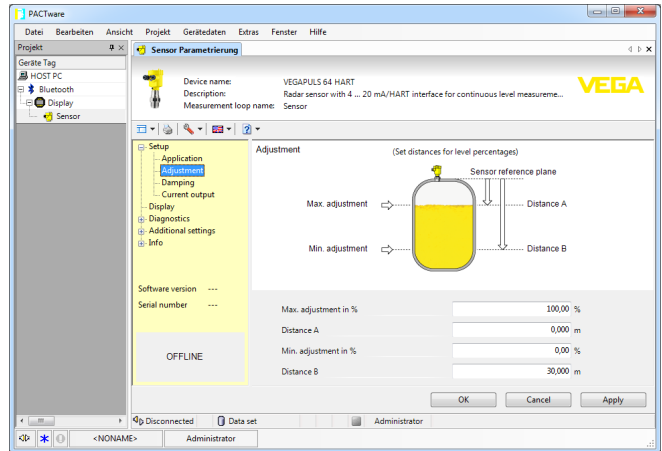 PACTware
Datei Bearbeiten Ansicht Projekt Gerätedaten Extras Fenster Hilfe
Projekt
Geräte Tag
HOST PC
Bluetooth
Display
Sensor
Sensor Parametrierung
Device name: VEGAPULS 64 HART
Description: Radar sensor with 4 ... 20 mA/HART interface for continuous level measureme...
Measurement loop name: Sensor
VEGA
Setup
Application
Adjustment
Damping
Current output
Display
Diagnostics
Additional settings
Info
Software version ---
Serial number ---
OFFLINE
Adjustment
(Set distances for level percentages)
Sensor reference plane
Max. adjustment
Distance A
Min. adjustment
Distance B
Max. adjustment in % 100,00 %
Distance A 0,000 m
Min. adjustment in % 0,00 %
Distance B 30,000 m
OK Cancel Apply
Disconnected Data set Administrator
<NONAME> Administrator